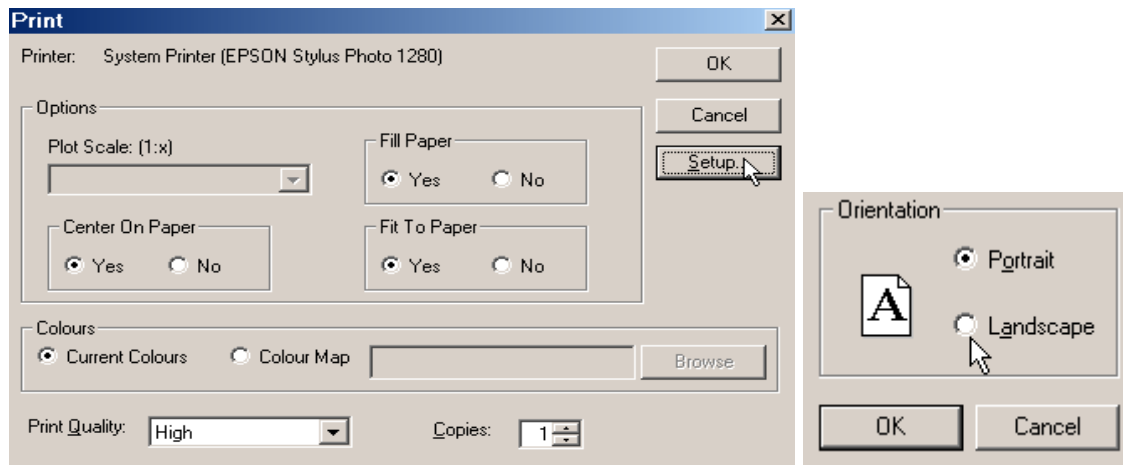 Print
Printer: System Printer (EPSON Stylus Photo 1280)
OK
Options
Cancel
Plot Scale: (1:x)
Fill Paper
Yes No
Setup...
Center On Paper
Yes No
Fit To Paper
Yes No
Colours
Current Colours Colour Map Browse
Print Quality: High Copies: 1
Orientation
Portrait
A
Landscape
OK Cancel